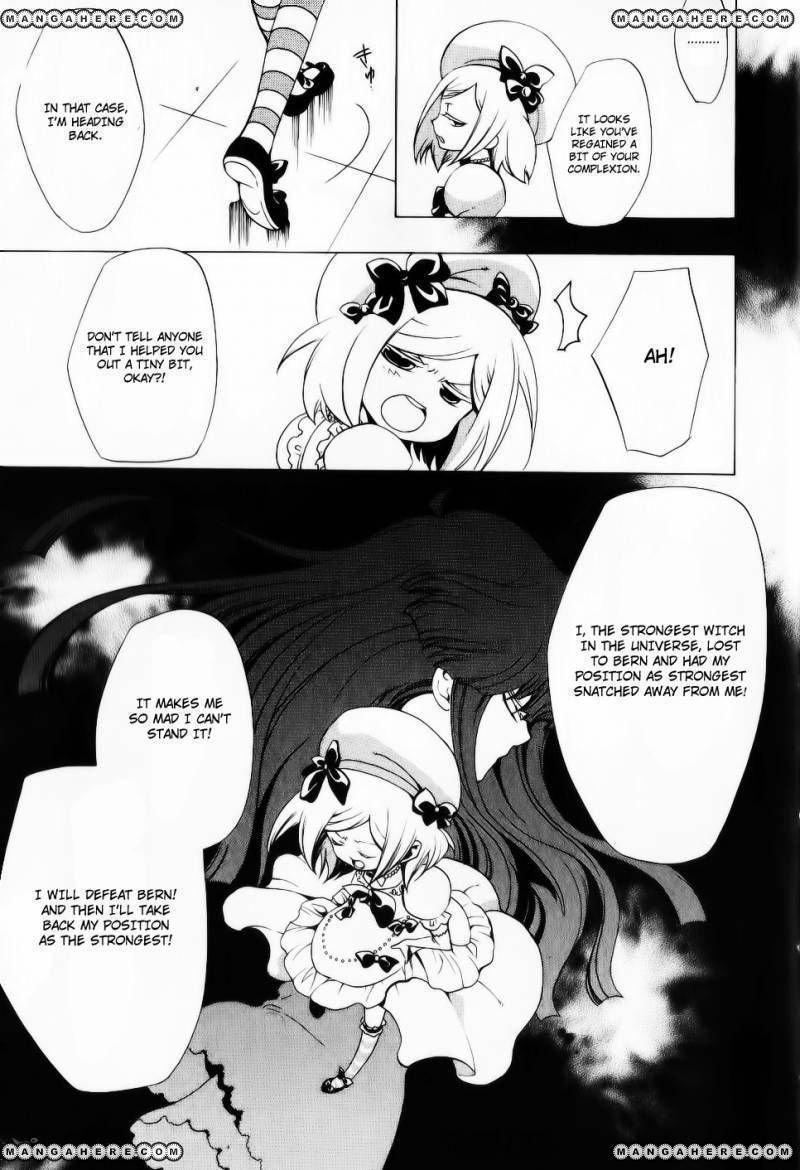 MANGAHERE.COM
MANGAHERE.COM
.........
IT LOOKS
LIKE YOU'VE
REGAINED
A BIT OF YOUR
COMPLEXION.
きゅ
IN THAT CASE,
I'M HEADING
BACK.
AH!
DON'T TELL ANYONE
THAT I HELPED YOU
OUT A TINY BIT,
OKAY?!
I, THE STRONGEST WITCH
IN THE UNIVERSE, LOST
TO BERN AND HAD MY
POSITION AS STRONGEST
SNATCHED AWAY FROM ME!
IT MAKES ME
SO MAD I CAN'T
STAND IT!
I WILL DEFEAT BERN!
AND THEN I'LL TAKE
BACK MY POSITION
AS THE STRONGEST!
MANGAHERE.COM
MANGAHERE.COM